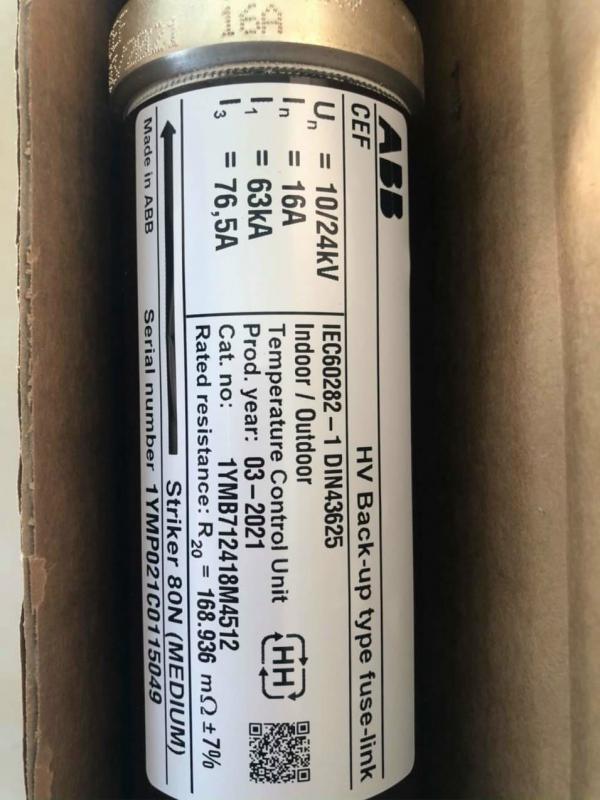 16A
ABB
CEF
HV Back-up type fuse-link
Un = 10/24kV
In = 16A
I1 = 63kA
I3 = 76,5A
IEC60282-1 DIN43625
Indoor / Outdoor
Temperature Control Unit
Prod. year: 03-2021
Cat. no: 1YMB712418M4512
Rated resistance: R20 = 168.936 mΩ ±7%
HH
Striker 80N (MEDIUM)
Made in ABB
Serial number 1YMP021C0115049